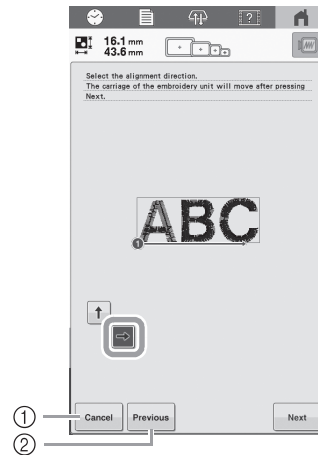 ?
16.1 mm
43.6 mm
Select the alignment direction.
The carriage of the embroidery unit will move after pressing
Next.
ABC
1
Cancel Previous Next
1
2